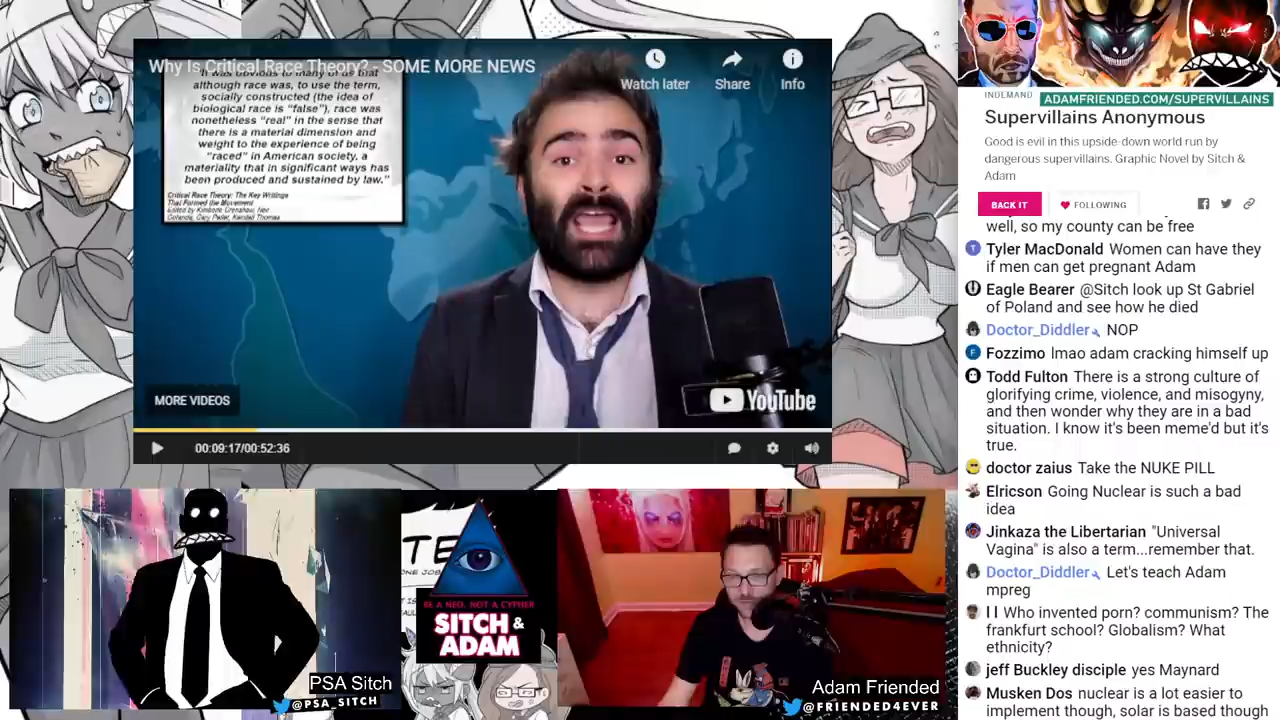 Why Is Critical Race Theory? - SOME MORE NEWS
Watch later
Share
Info
"It was obvious to many of us that
although race was, to use the term,
socially constructed (the idea of
biological race is "false"), race was
nonetheless "real" in the sense that
there is a material dimension and
weight to the experience of being
"raced" in American society, a
materiality that in significant ways has
been produced and sustained by law."
Critical Race Theory: The Key Writings
That Formed the Movement
MORE VIDEOS
YouTube
00:09:17/00:52:36
BE A NEO, NOT A CYPHER
SITCH &
ADAM
PSA Sitch
@PSA_SITCH
Adam Friended
@FRIENDED4EVER
INDEMAND
ADAMFRIENDED.COM/SUPERVILLAINS
Supervillains Anonymous
Good is evil in this upside-down world run by
dangerous supervillains. Graphic Novel by Sitch &
Adam
BACK IT
FOLLOWING
well, so my county can be free
Tyler MacDonald Women can have they
if men can get pregnant Adam
Eagle Bearer @Sitch look up St Gabriel
of Poland and see how he died
Doctor_Diddler NOP
Fozzimo lmao adam cracking himself up
Todd Fulton There is a strong culture of
glorifying crime, violence, and misogyny,
and then wonder why they are in a bad
situation. I know it's been meme'd but it's
true.
doctor zaius Take the NUKE PILL
Elricson Going Nuclear is such a bad
idea
Jinkaza the Libertarian "Universal
Vagina" is also a term...remember that.
Doctor_Diddler Let's teach Adam
mpreg
I I Who invented porn? communism? The
frankfurt school? Globalism? What
ethnicity?
jeff Buckley disciple yes Maynard
Musken Dos nuclear is a lot easier to
implement though, solar is based though